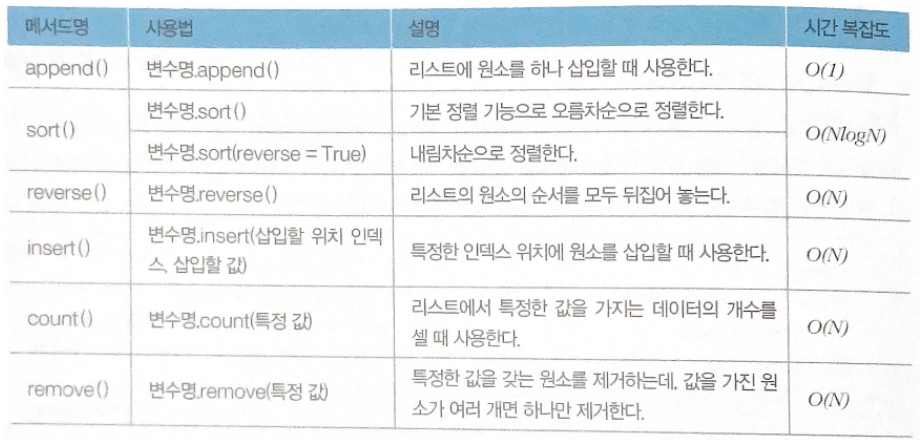 메서드명 사용법 설명 시간 복잡도
append() 변수명.append() 리스트에 원소를 하나 삽입할 때 사용한다. O(1)
sort() 변수명.sort() 기본 정렬 기능으로 오름차순으로 정렬한다. O(NlogN)
변수명.sort(reverse = True) 내림차순으로 정렬한다.
reverse() 변수명.reverse() 리스트의 원소의 순서를 모두 뒤집어 놓는다. O(N)
insert() 변수명.insert(삽입할 위치 인덱
스, 삽입할 값) 특정한 인덱스 위치에 원소를 삽입할 때 사용한다. O(N)
count() 변수명.count(특정 값) 리스트에서 특정한 값을 가지는 데이터의 개수를
셀 때 사용한다. O(N)
remove() 변수명.remove(특정 값) 특정한 값을 갖는 원소를 제거하는데, 값을 가진 원
소가 여러 개면 하나만 제거한다. O(N)